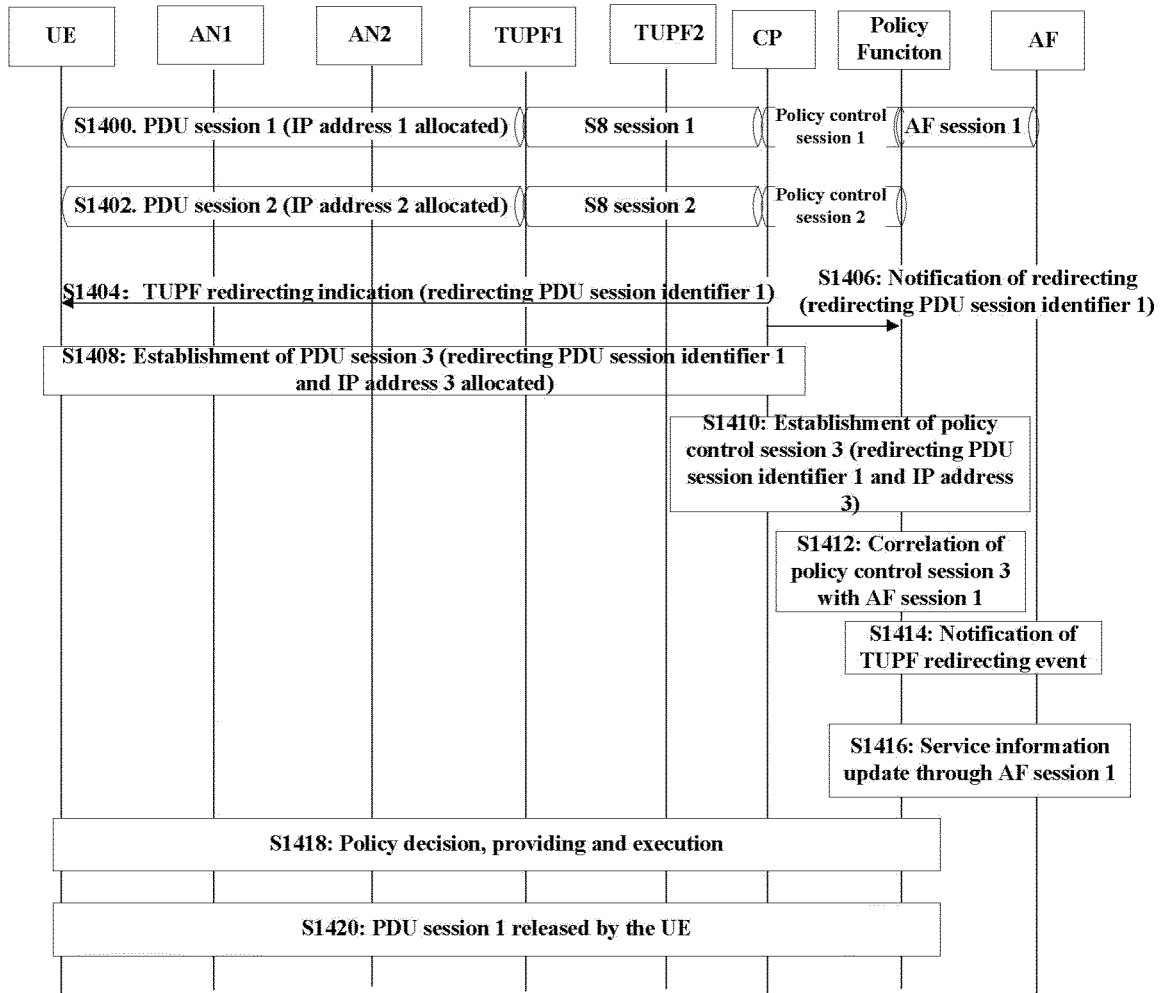 UE
AN1
AN2
TUPF1
TUPF2
CP
Policy
Funciton
AF
S1400. PDU session 1 (IP address 1 allocated)
S8 session 1
Policy control
session 1
AF session 1
S1402. PDU session 2 (IP address 2 allocated)
S8 session 2
Policy control
session 2
S1404: TUPF redirecting indication (redirecting PDU session identifier 1)
S1406: Notification of redirecting
(redirecting PDU session identifier 1)
S1408: Establishment of PDU session 3 (redirecting PDU session identifier 1
and IP address 3 allocated)
S1410: Establishment of policy
control session 3 (redirecting PDU
session identifier 1 and IP address
3)
S1412: Correlation of
policy control session 3
with AF session 1
S1414: Notification of
TUPF redirecting event
S1416: Service information
update through AF session 1
S1418: Policy decision, providing and execution
S1420: PDU session 1 released by the UE